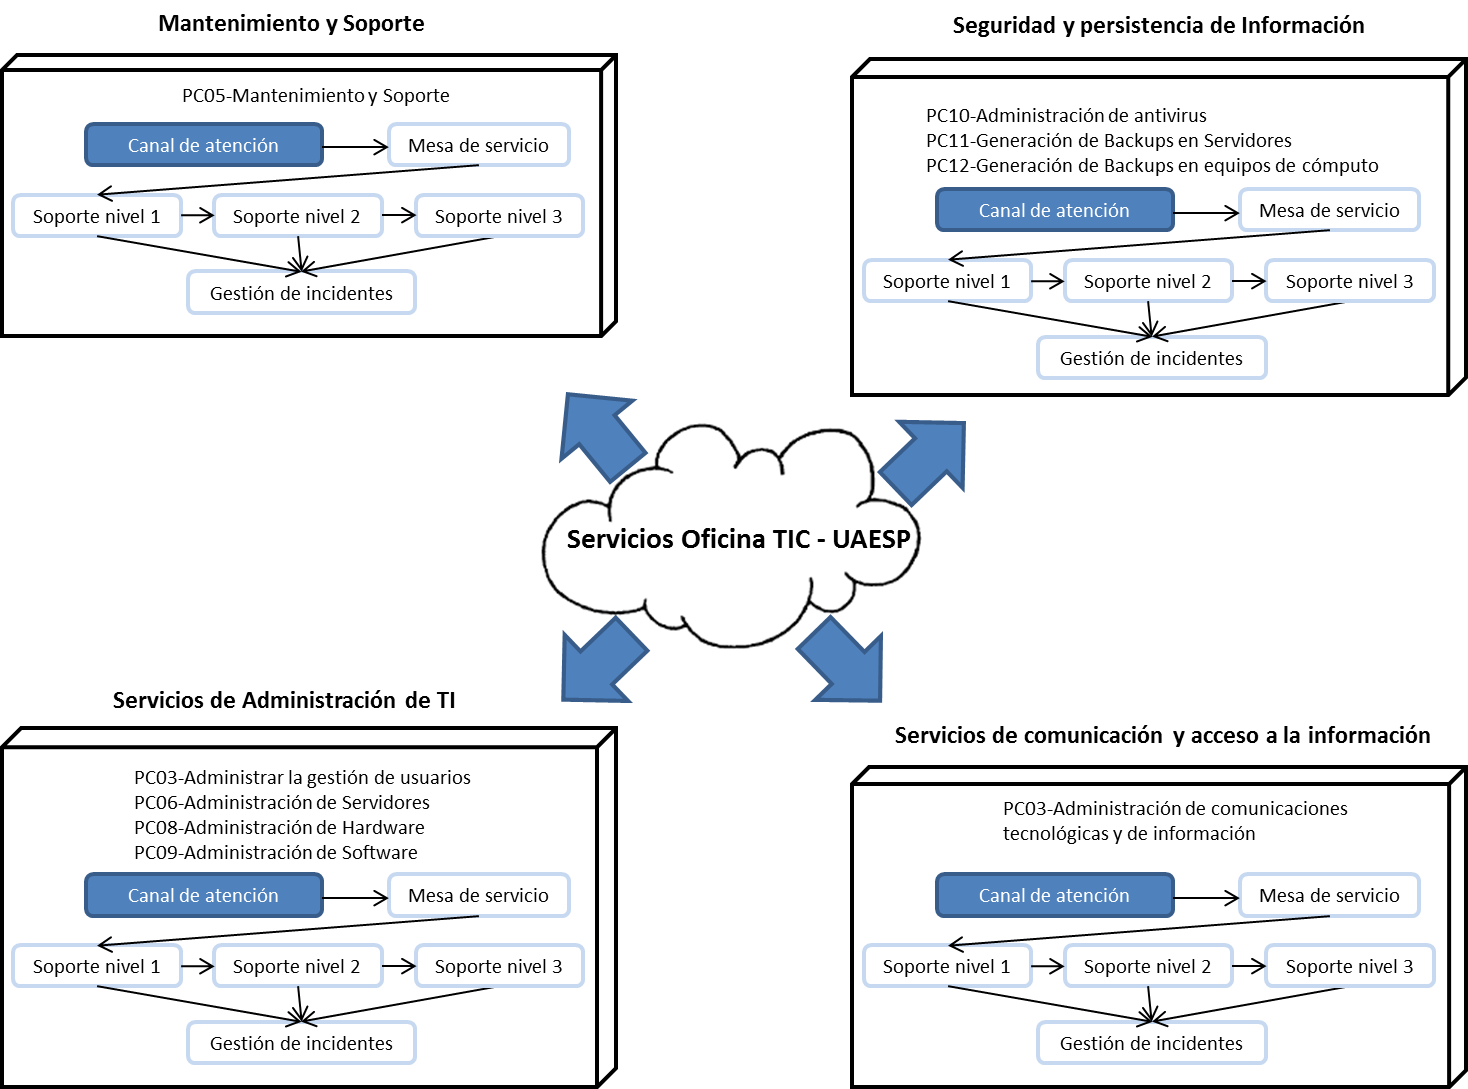 Mantenimiento y Soporte
PC05-Mantenimiento y Soporte
Canal de atención
Mesa de servicio
Soporte nivel 1
Soporte nivel 2
Soporte nivel 3
Gestión de incidentes
Seguridad y persistencia de Información
PC10-Administración de antivirus
PC11-Generación de Backups en Servidores
PC12-Generación de Backups en equipos de cómputo
Canal de atención
Mesa de servicio
Soporte nivel 1
Soporte nivel 2
Soporte nivel 3
Gestión de incidentes
Servicios Oficina TIC - UAESP
Servicios de Administración de TI
PC03-Administrar la gestión de usuarios
PC06-Administración de Servidores
PC08-Administración de Hardware
PC09-Administración de Software
Canal de atención
Mesa de servicio
Soporte nivel 1
Soporte nivel 2
Soporte nivel 3
Gestión de incidentes
Servicios de comunicación y acceso a la información
PC03-Administración de comunicaciones
tecnológicas y de información
Canal de atención
Mesa de servicio
Soporte nivel 1
Soporte nivel 2
Soporte nivel 3
Gestión de incidentes